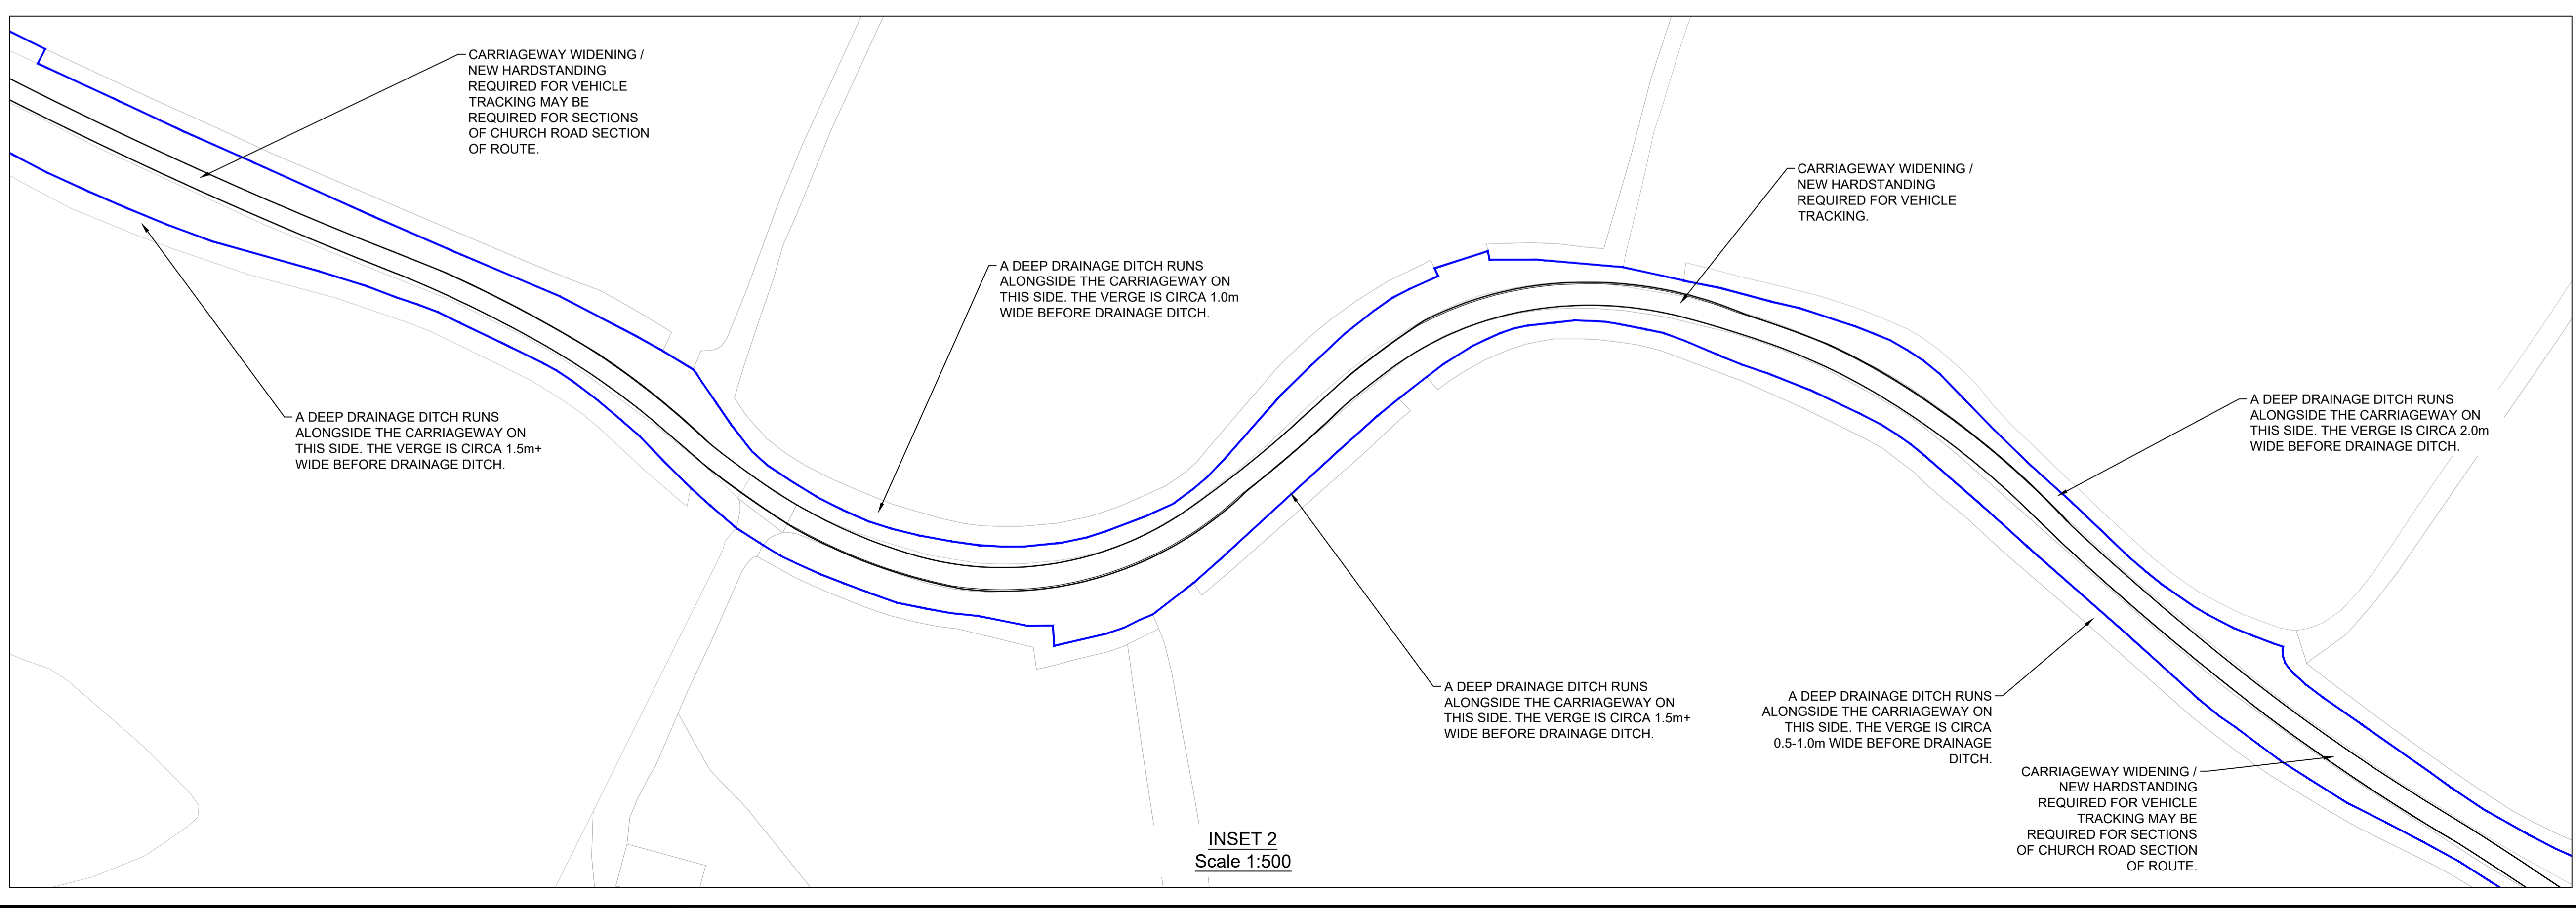 CARRIAGEWAY WIDENING /
NEW HARDSTANDING
REQUIRED FOR VEHICLE
TRACKING MAY BE
REQUIRED FOR SECTIONS
OF CHURCH ROAD SECTION
OF ROUTE.
A DEEP DRAINAGE DITCH RUNS
ALONGSIDE THE CARRIAGEWAY ON
THIS SIDE. THE VERGE IS CIRCA 1.5m+
WIDE BEFORE DRAINAGE DITCH.
A DEEP DRAINAGE DITCH RUNS
ALONGSIDE THE CARRIAGEWAY ON
THIS SIDE. THE VERGE IS CIRCA 1.0m
WIDE BEFORE DRAINAGE DITCH.
CARRIAGEWAY WIDENING /
NEW HARDSTANDING
REQUIRED FOR VEHICLE
TRACKING.
A DEEP DRAINAGE DITCH RUNS
ALONGSIDE THE CARRIAGEWAY ON
THIS SIDE. THE VERGE IS CIRCA 2.0m
WIDE BEFORE DRAINAGE DITCH.
A DEEP DRAINAGE DITCH RUNS
ALONGSIDE THE CARRIAGEWAY ON
THIS SIDE. THE VERGE IS CIRCA 1.5m+
WIDE BEFORE DRAINAGE DITCH.
A DEEP DRAINAGE DITCH RUNS
ALONGSIDE THE CARRIAGEWAY ON
THIS SIDE. THE VERGE IS CIRCA
0.5-1.0m WIDE BEFORE DRAINAGE
DITCH.
CARRIAGEWAY WIDENING /
NEW HARDSTANDING
REQUIRED FOR VEHICLE
TRACKING MAY BE
REQUIRED FOR SECTIONS
OF CHURCH ROAD SECTION
OF ROUTE.
INSET 2
Scale 1:500